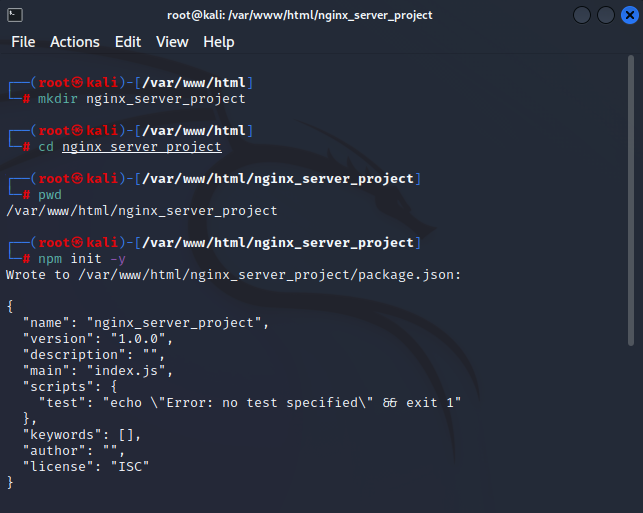 root@kali: /var/www/html/nginx_server_project
File Actions Edit View Help
┌──(root㉿kali)-[/var/www/html]
└─# mkdir nginx_server_project
┌──(root㉿kali)-[/var/www/html]
└─# cd nginx_server_project
┌──(root㉿kali)-[/var/www/html/nginx_server_project]
└─# pwd
/var/www/html/nginx_server_project
┌──(root㉿kali)-[/var/www/html/nginx_server_project]
└─# npm init -y
Wrote to /var/www/html/nginx_server_project/package.json:
{
  "name": "nginx_server_project",
  "version": "1.0.0",
  "description": "",
  "main": "index.js",
  "scripts": {
    "test": "echo \"Error: no test specified\" && exit 1"
  },
  "keywords": [],
  "author": "",
  "license": "ISC"
}